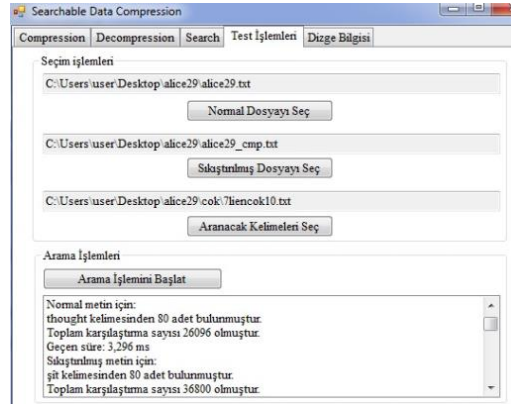 Searchable Data Compression
Compression Decompression Search Test İşlemleri Dizge Bilgisi
Seçim işlemleri
C:\Users\user\Desktop\alice29\alice29.txt
Normal Dosyayı Seç
C:\Users\user\Desktop\alice29\alice29_cmp.txt
Sıkıştırılmış Dosyayı Seç
C:\Users\user\Desktop\alice29\cok\7liencok10.txt
Aranacak Kelimeleri Seç
Arama İşlemleri
Arama İşlemini Başlat
Normal metin için:
thought kelimesinden 80 adet bulunmuştur.
Toplam karşılaştırma sayısı 26096 olmuştur.
Geçen süre: 3,296 ms
Sıkıştırılmış metin için:
şit kelimesinden 80 adet bulunmuştur.
Toplam karşılaştırma sayısı 36800 olmuştur.